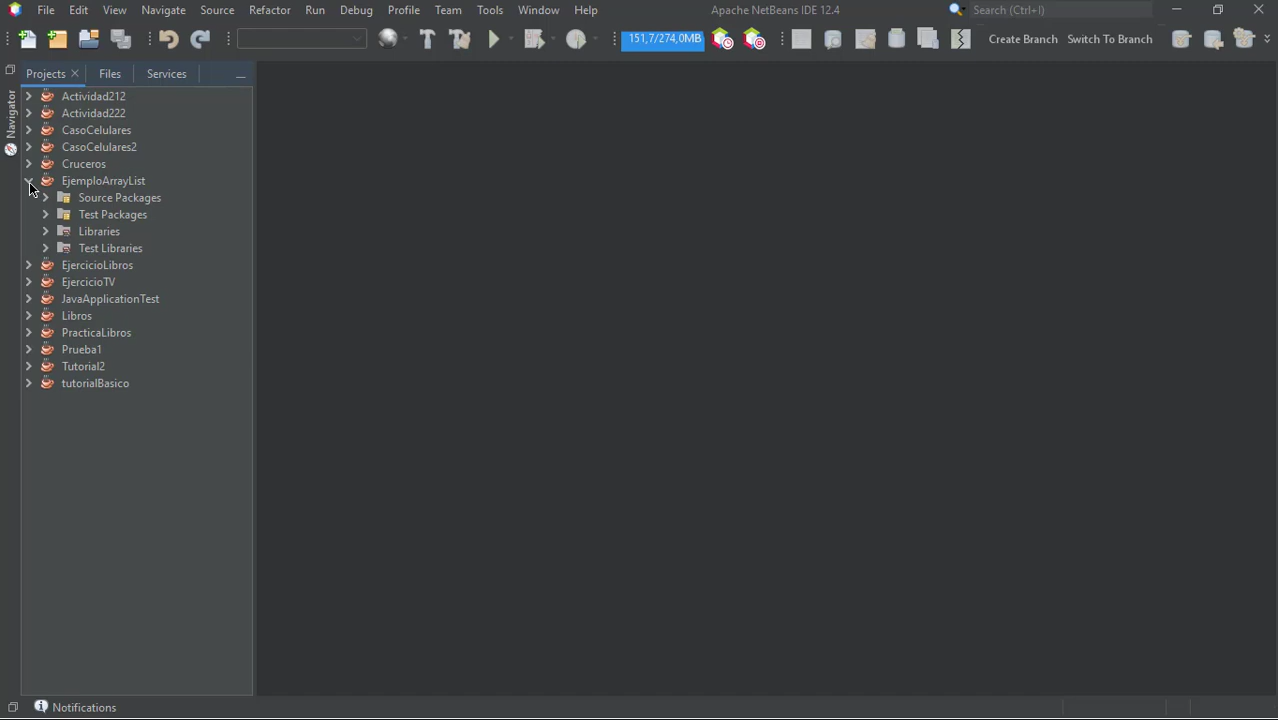 File Edit View Navigate Source Refactor Run Debug Profile Team Tools Window Help Apache NetBeans IDE 12.4 Search (Ctrl+I)
151,7/274,0MB Create Branch Switch To Branch
Projects Files Services
Navigator
Actividad212
Actividad222
CasoCelulares
CasoCelulares2
Cruceros
EjemploArrayList
Source Packages
Test Packages
Libraries
Test Libraries
EjercicioLibros
EjercicioTV
JavaApplicationTest
Libros
PracticaLibros
Prueba1
Tutorial2
tutorialBasico
Notifications